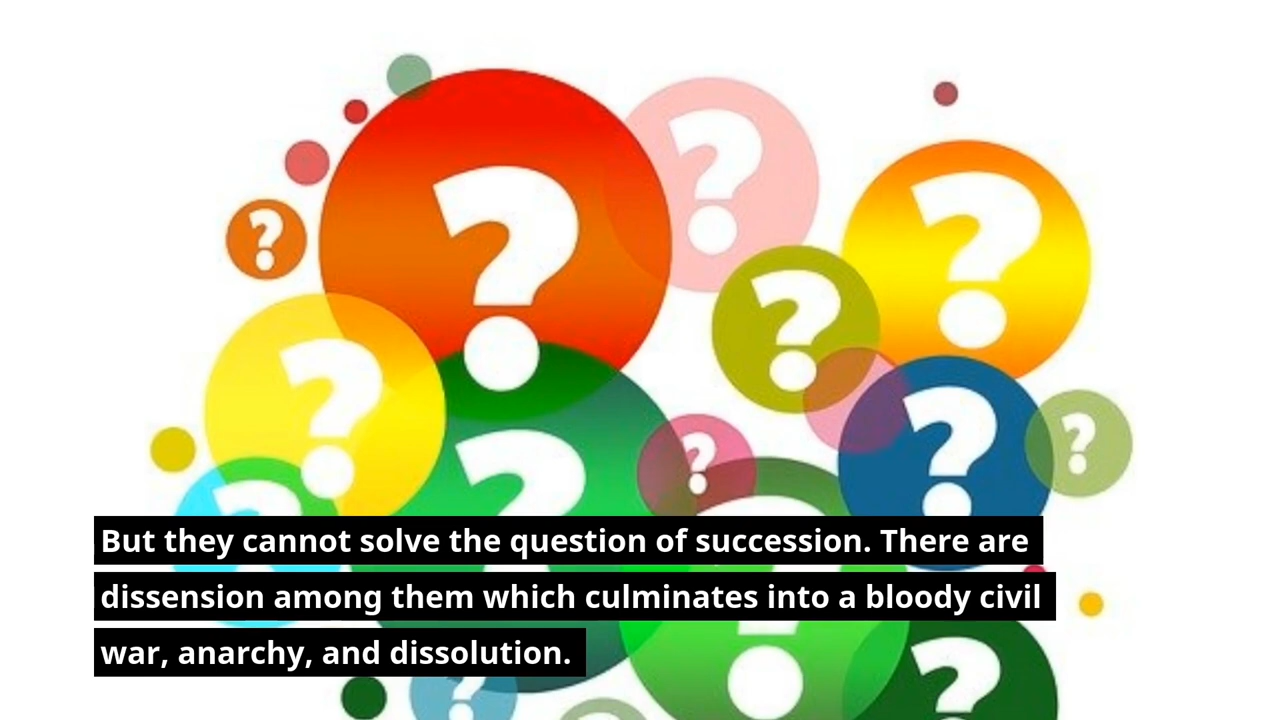 But they cannot solve the question of succession. There are
dissension among them which culminates into a bloody civil
war, anarchy, and dissolution.